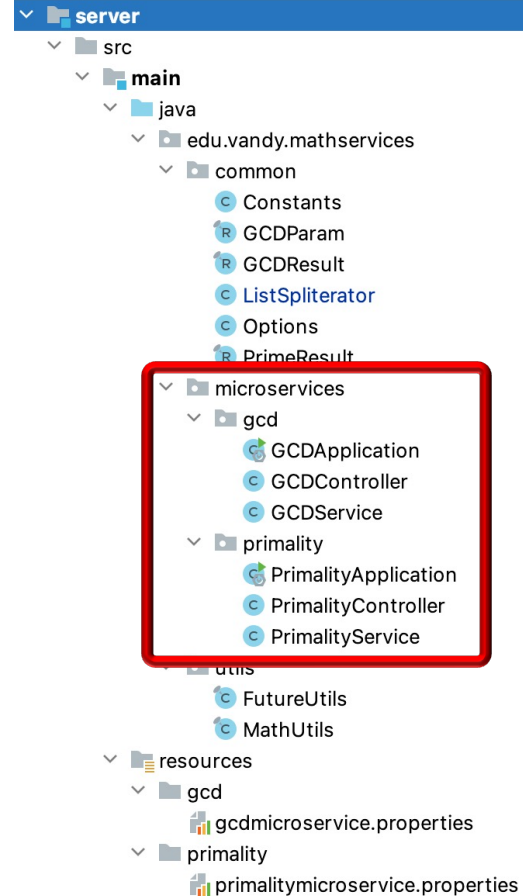 server
src
main
java
edu.vandy.mathservices
common
C Constants
R GCDParam
R GCDResult
C ListSpliterator
C Options
R PrimeResult
microservices
gcd
C GCDApplication
C GCDController
C GCDService
primality
C PrimalityApplication
C PrimalityController
C PrimalityService
utils
C FutureUtils
C MathUtils
resources
gcd
gcdmicroservice.properties
primality
primalitymicroservice.properties